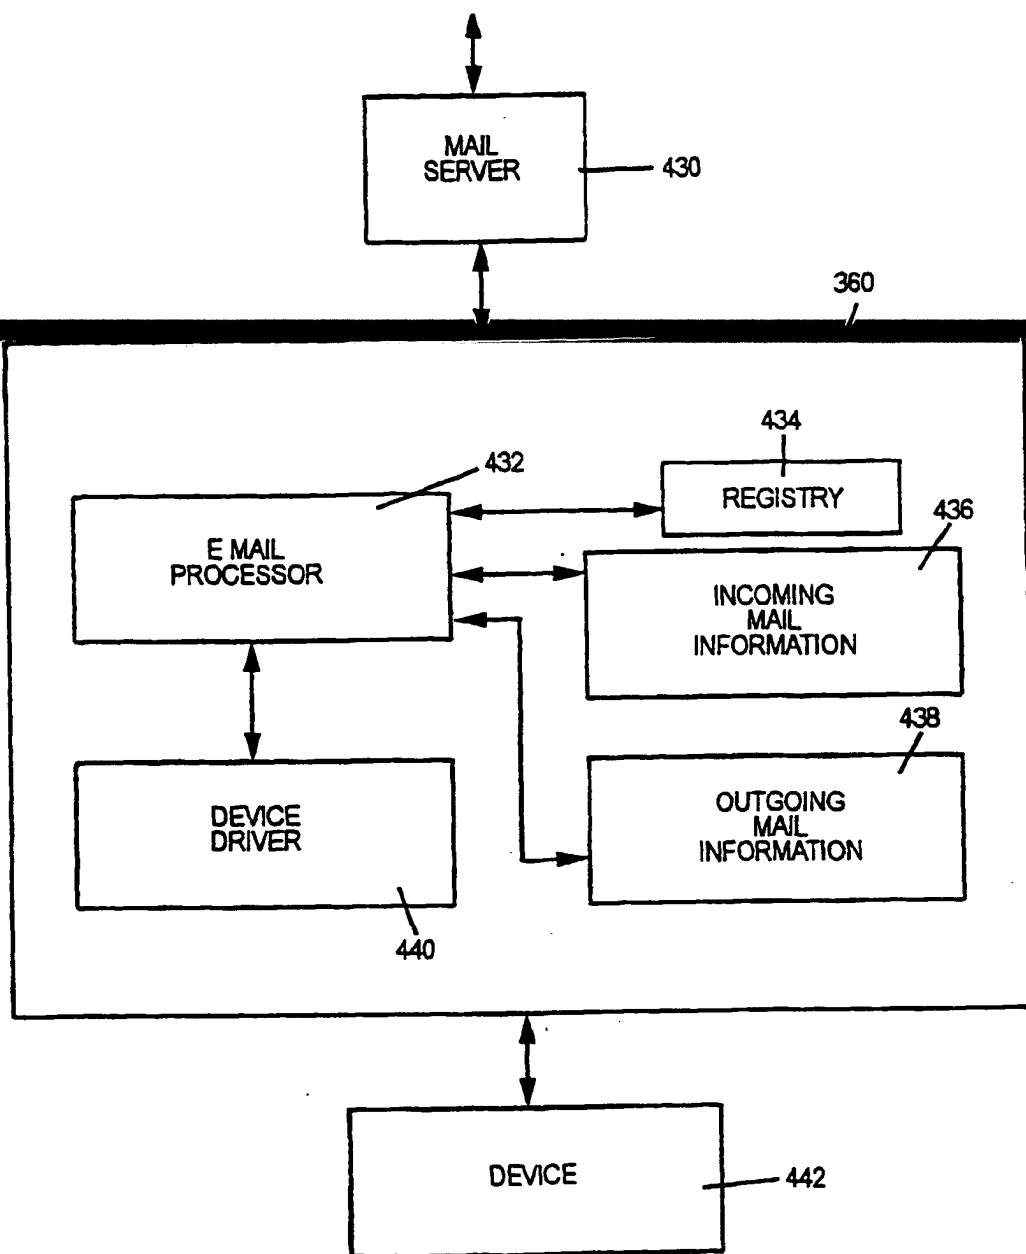 MAIL
SERVER
430
360
434
432
REGISTRY
436
E MAIL
PROCESSOR
INCOMING
MAIL
INFORMATION
438
DEVICE
DRIVER
OUTGOING
MAIL
INFORMATION
440
DEVICE
442